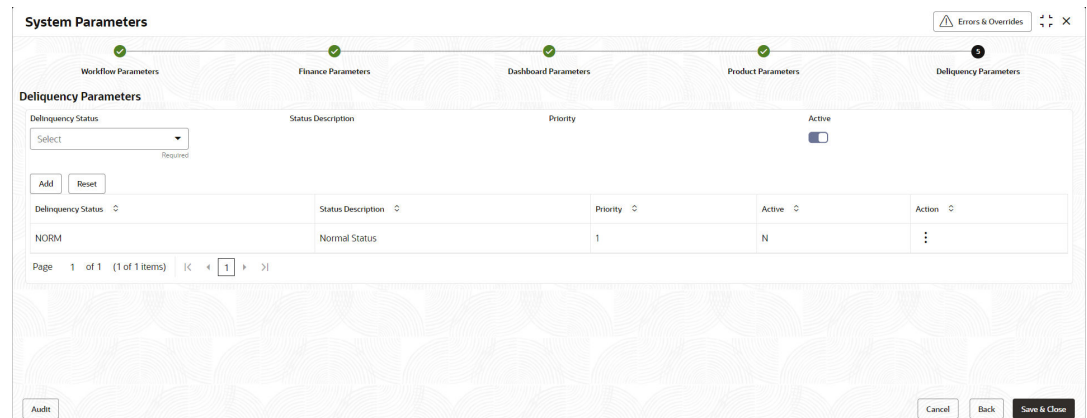 System Parameters
Errors & Overrides
5
Workflow Parameters Finance Parameters Dashboard Parameters Product Parameters Deliquency Parameters
Deliquency Parameters
Delinquency Status Status Description Priority Active
Select
Required
Add Reset
Delinquency Status Status Description Priority Active Action
NORM Normal Status 1 N
Page 1 of 1 (1 of 1 items) 1
Audit Cancel Back Save & Close